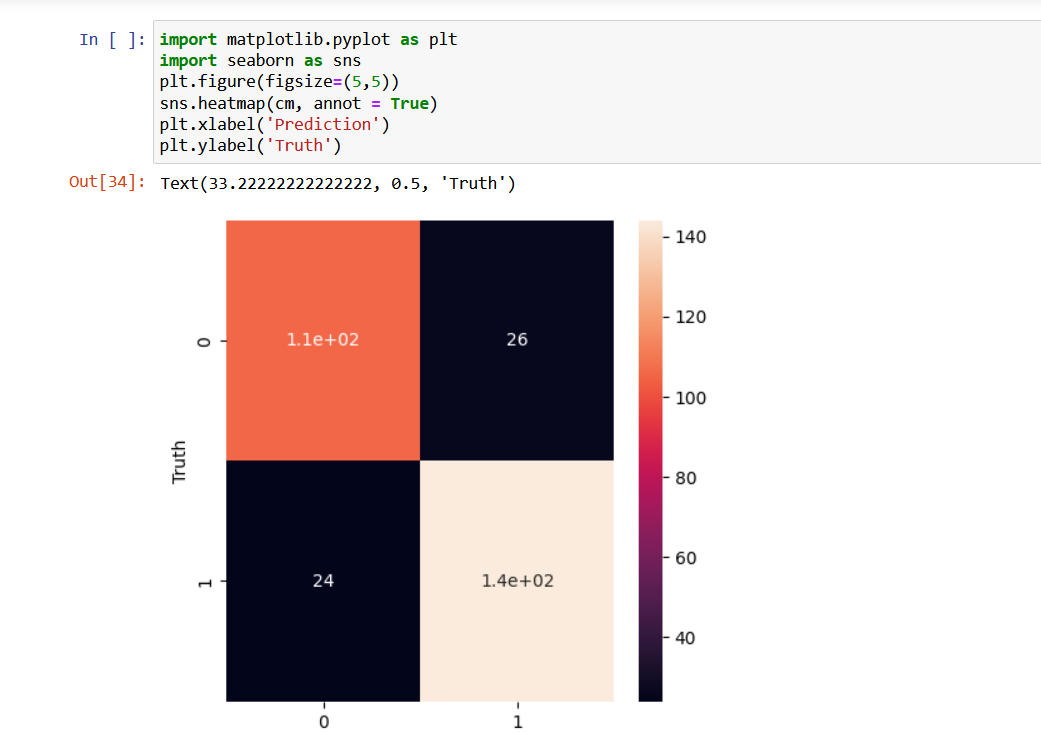 In [ ]: import matplotlib.pyplot as plt
import seaborn as sns
plt.figure(figsize=(5,5))
sns.heatmap(cm, annot = True)
plt.xlabel('Prediction')
plt.ylabel('Truth')
Out[34]: Text(33.22222222222222, 0.5, 'Truth')
140
120
100
80
60
40
0
1.1e+02
26
Truth
1
24
1.4e+02
0
1